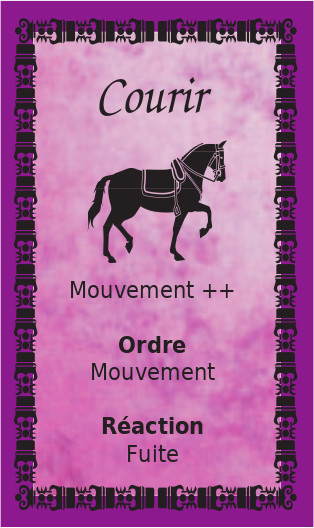 Courir
Mouvement ++
Ordre
Mouvement
Réaction
Fuite